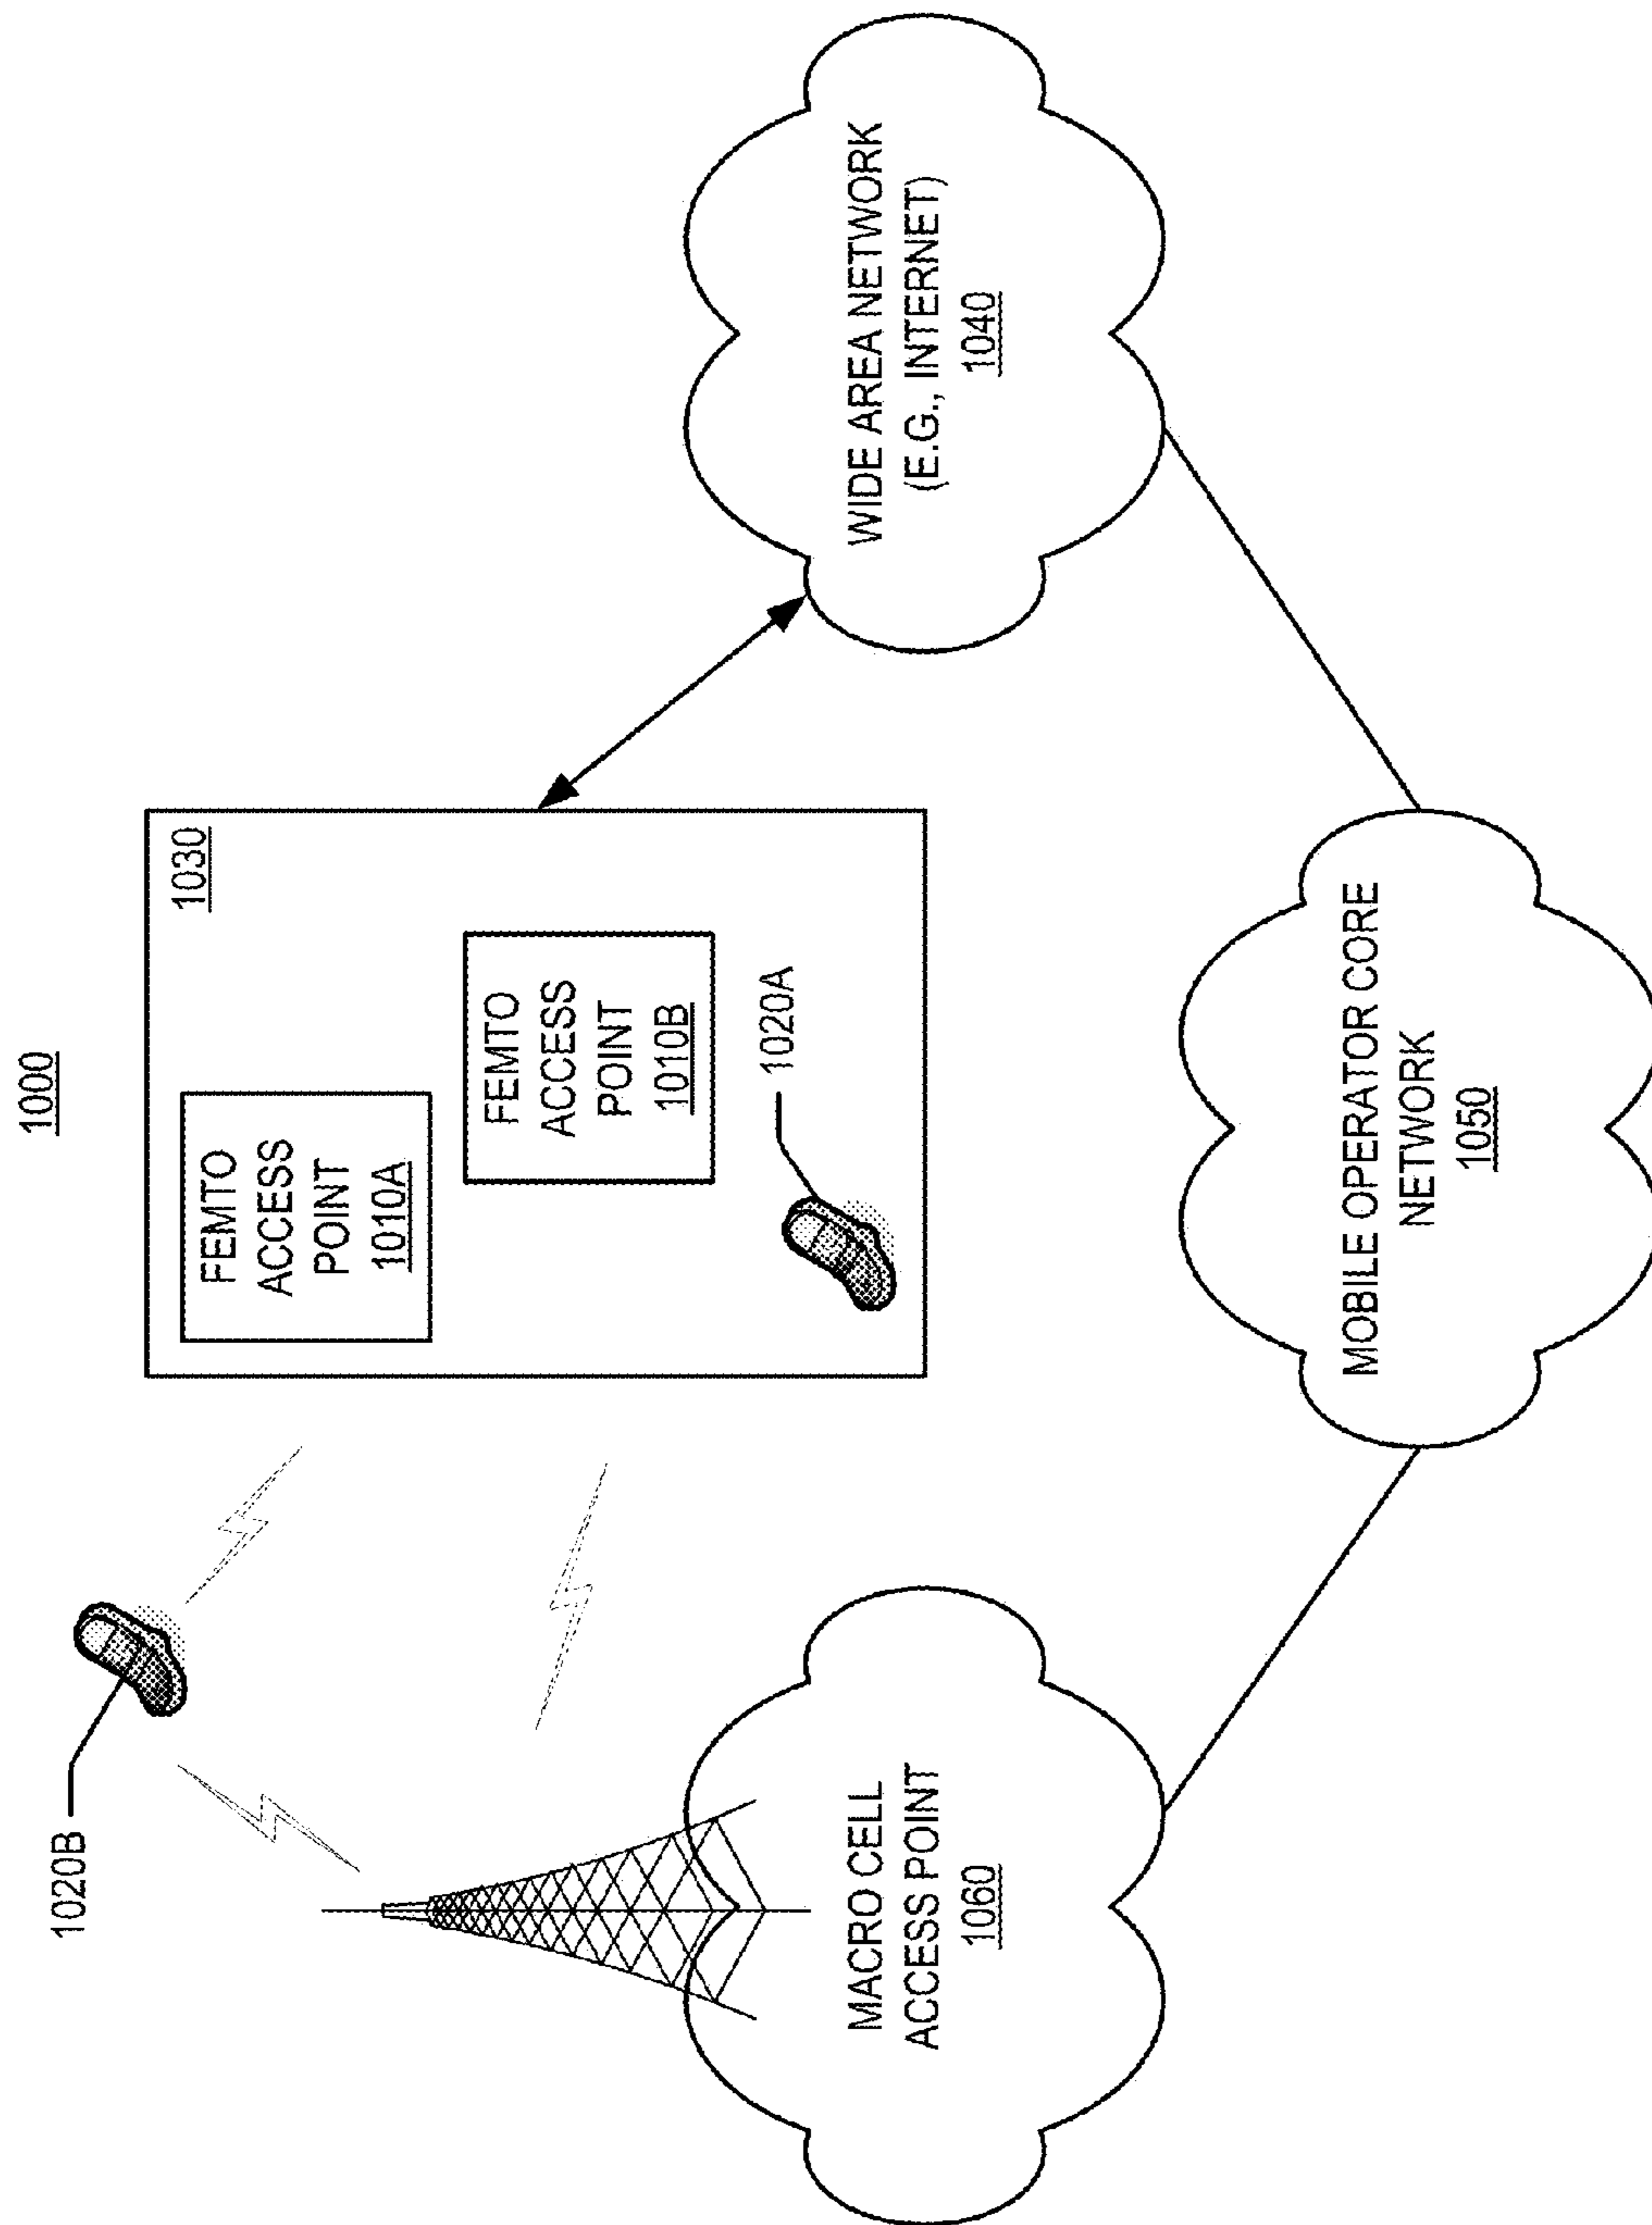 1000
1020B
1030
FEMTO
ACCESS
POINT
1010A
FEMTO
ACCESS
POINT
1010B
1020A
MACRO CELL
ACCESS POINT
1060
WIDE AREA NETWORK
(E.G., INTERNET)
1040
MOBILE OPERATOR CORE
NETWORK
1050